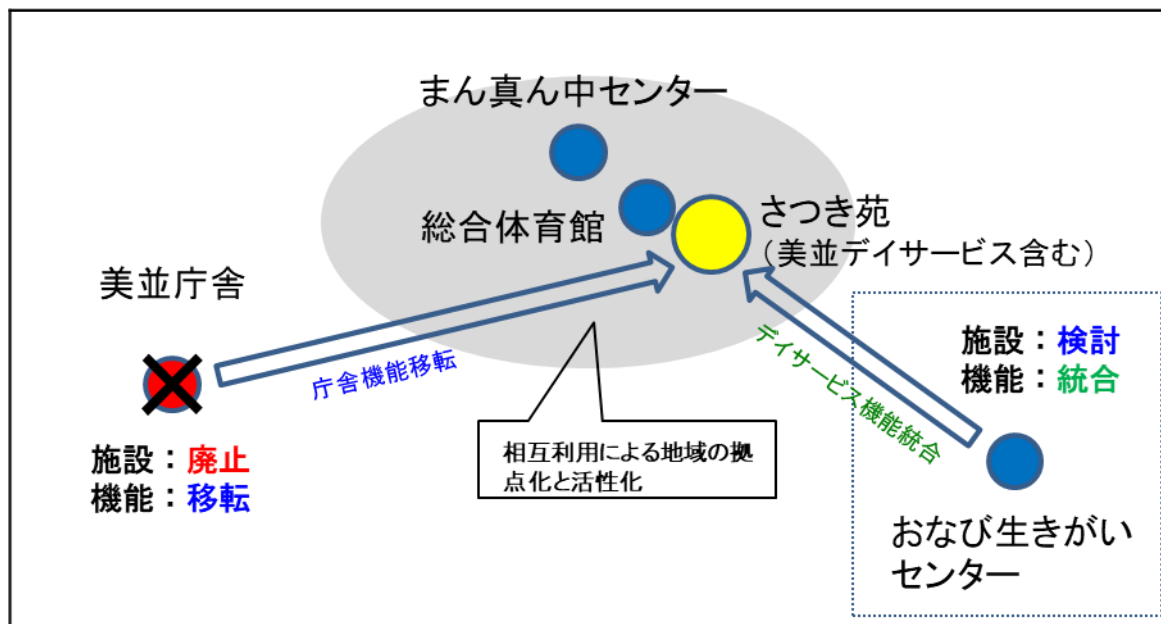 まん真ん中センター
総合体育館
さつき苑
（美並デイサービス含む）
美並庁舎
庁舎機能移転
デイサービス機能統合
施設：検討
機能：統合
施設：廃止
機能：移転
相互利用による地域の拠
点化と活性化
おなび生きがい
センター